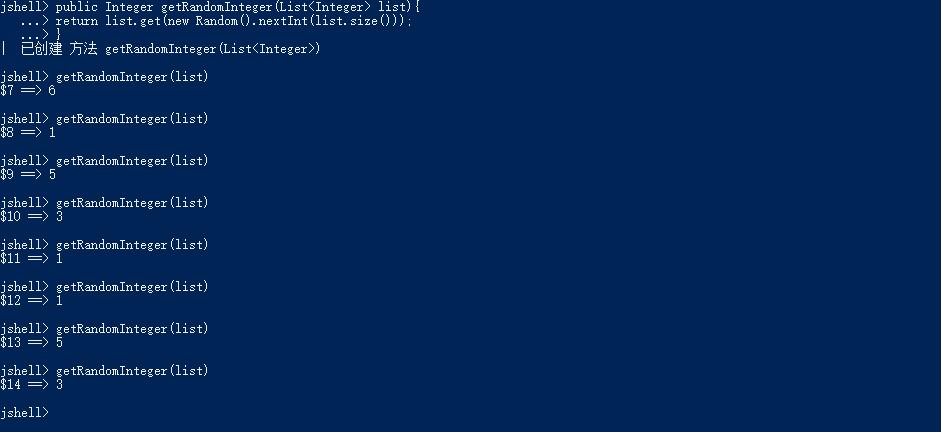 jshell> public Integer getRandomInteger(List<Integer> list){
...> return list.get(new Random().nextInt(list.size()));
...> }
| 已创建 方法 getRandomInteger(List<Integer>)
jshell> getRandomInteger(list)
$7 ==> 6
jshell> getRandomInteger(list)
$8 ==> 1
jshell> getRandomInteger(list)
$9 ==> 5
jshell> getRandomInteger(list)
$10 ==> 3
jshell> getRandomInteger(list)
$11 ==> 1
jshell> getRandomInteger(list)
$12 ==> 1
jshell> getRandomInteger(list)
$13 ==> 5
jshell> getRandomInteger(list)
$14 ==> 3
jshell>